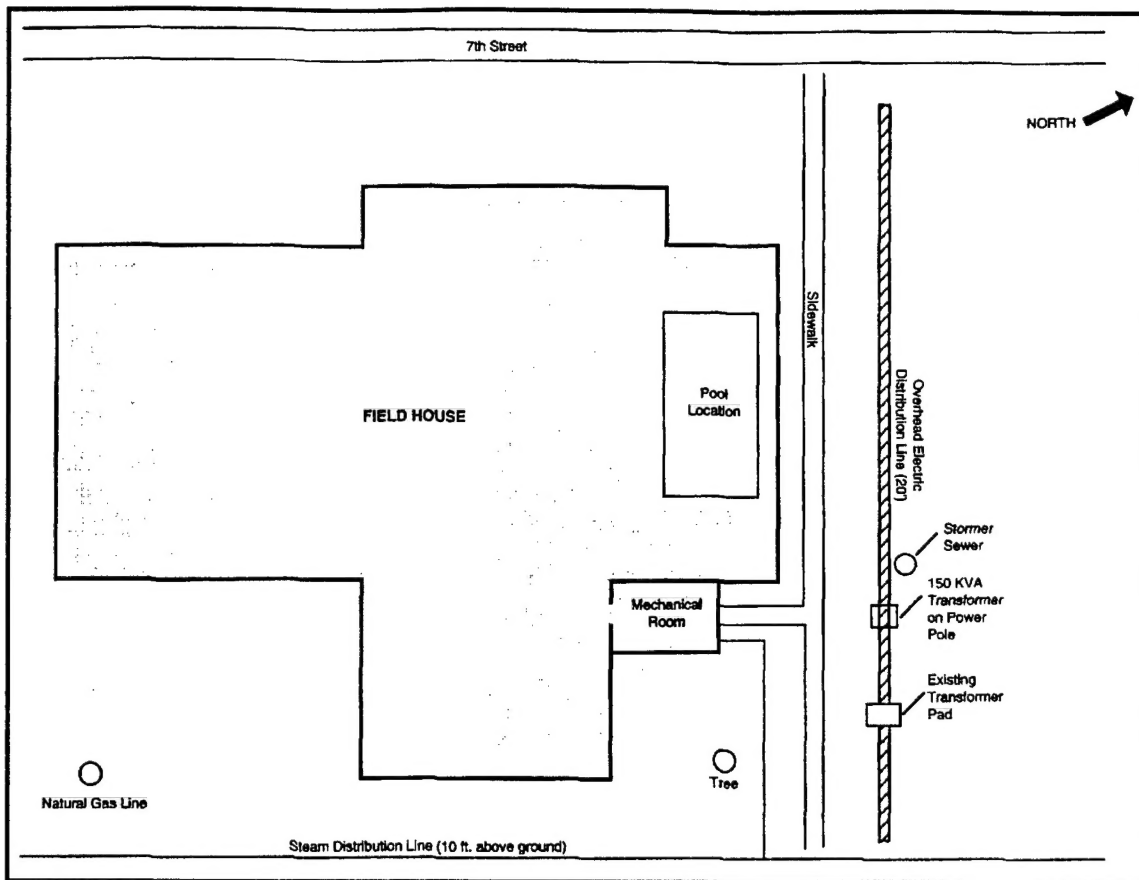 7th Street
NORTH
Sidewalk
Overhead Electric
Distribution Line (20')
Pool
Location
FIELD HOUSE
Stormer
Sewer
150 KVA
Transformer
on Power
Pole
Mechanical
Room
Existing
Transformer
Pad
Tree
Natural Gas Line
Steam Distribution Line (10 ft. above ground)